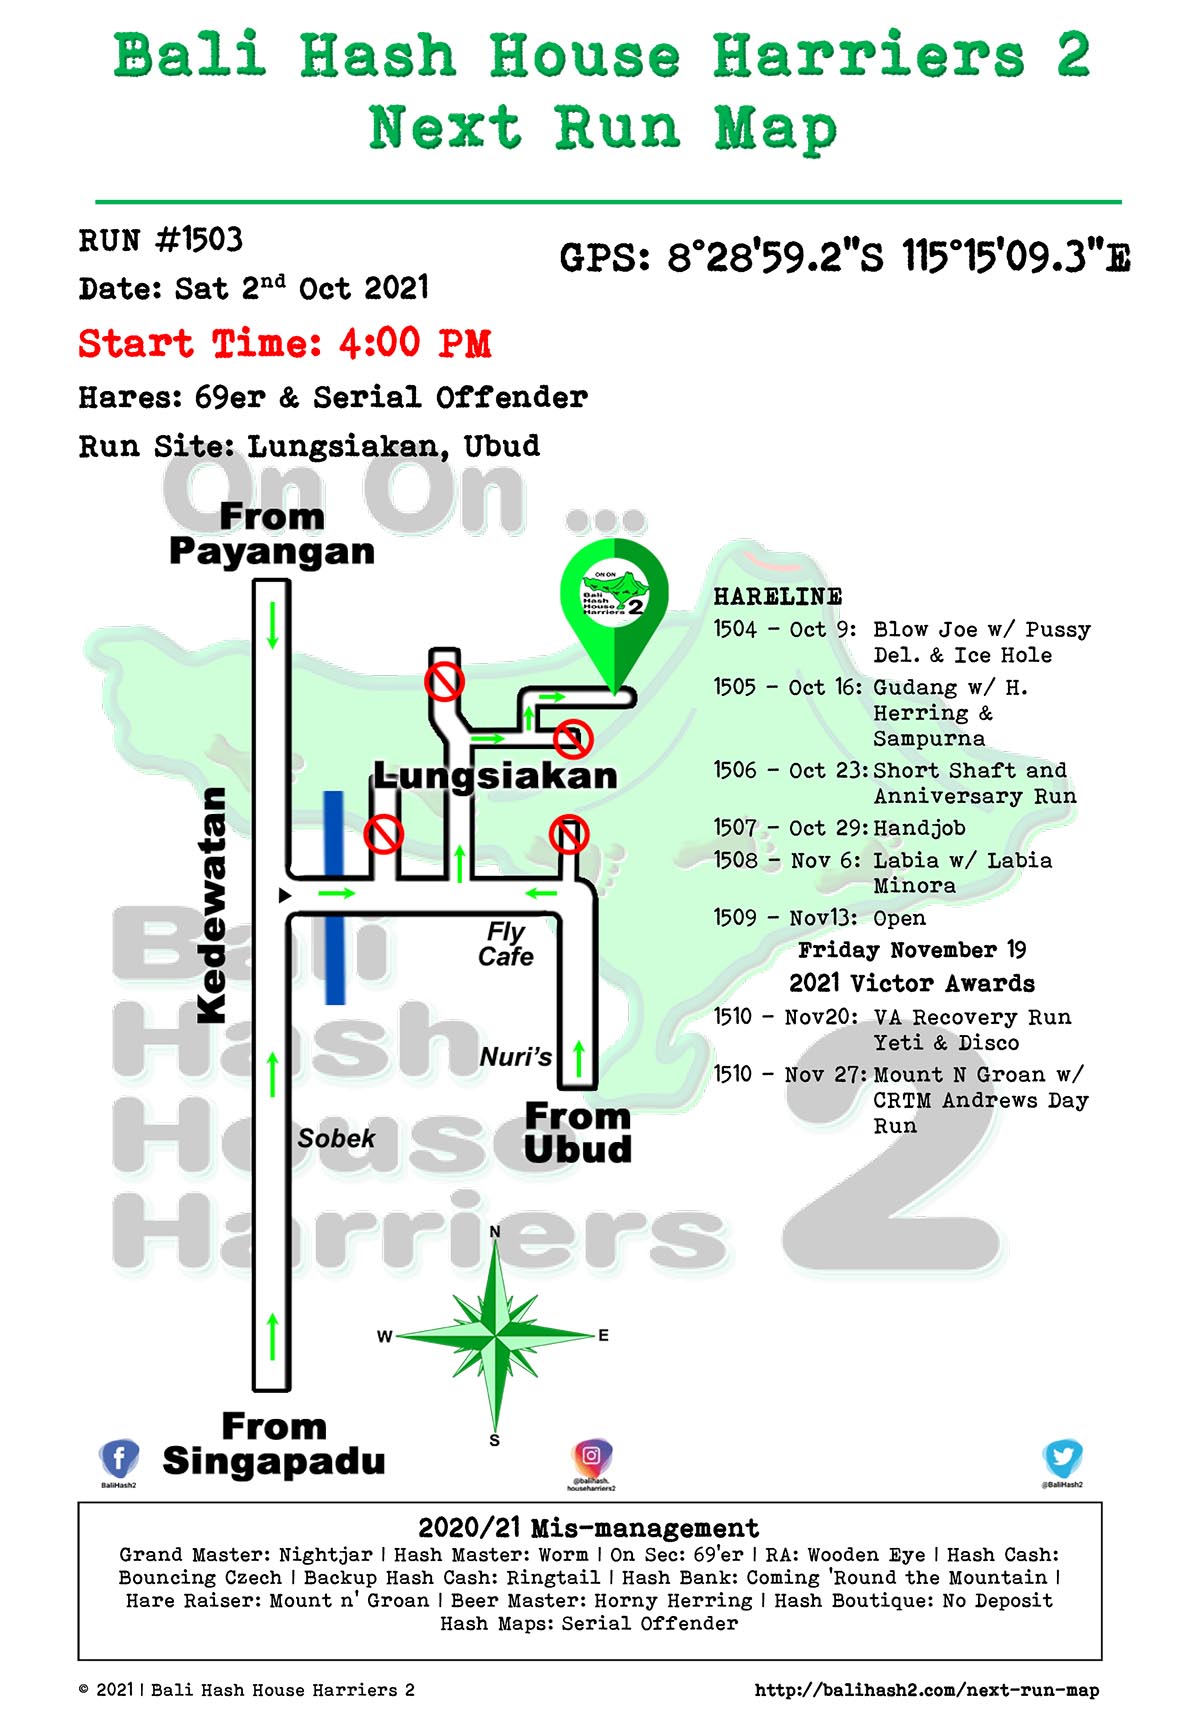 Bali Hash House Harriers 2
Next Run Map
RUN #1503
GPS: 8°28'59.2"S 115°15'09.3"E
Date: Sat 2nd Oct 2021
Start Time: 4:00 PM
Hares: 69er & Serial Offender
Run Site: Lungsiakan, Ubud
On On ...
From
Payangan
ON ON
Bali
Hash
House
Harriers 2
Lungsiakan
Kedewatan
Fly
Cafe
Nuri's
From
Ubud
Sobek
From
Singapadu
N
W
E
S
Bali
Hash
House
Harriers 2
HARELINE
1504 - Oct 9: Blow Joe w/ Pussy
Del. & Ice Hole
1505 - Oct 16: Gudang w/ H.
Herring &
Sampurna
1506 - Oct 23: Short Shaft and
Anniversary Run
1507 - Oct 29: Handjob
1508 - Nov 6: Labia w/ Labia
Minora
1509 - Nov13: Open
Friday November 19
2021 Victor Awards
1510 - Nov20: VA Recovery Run
Yeti & Disco
1510 - Nov 27: Mount N Groan w/
CRTM Andrews Day
Run
BaliHash2
@balihash.
househarriers2
@BaliHash2
2020/21 Mis-management
Grand Master: Nightjar | Hash Master: Worm | On Sec: 69'er | RA: Wooden Eye | Hash Cash:
Bouncing Czech | Backup Hash Cash: Ringtail | Hash Bank: Coming 'Round the Mountain |
Hare Raiser: Mount n' Groan | Beer Master: Horny Herring | Hash Boutique: No Deposit
Hash Maps: Serial Offender
© 2021 | Bali Hash House Harriers 2
http://balihash2.com/next-run-map